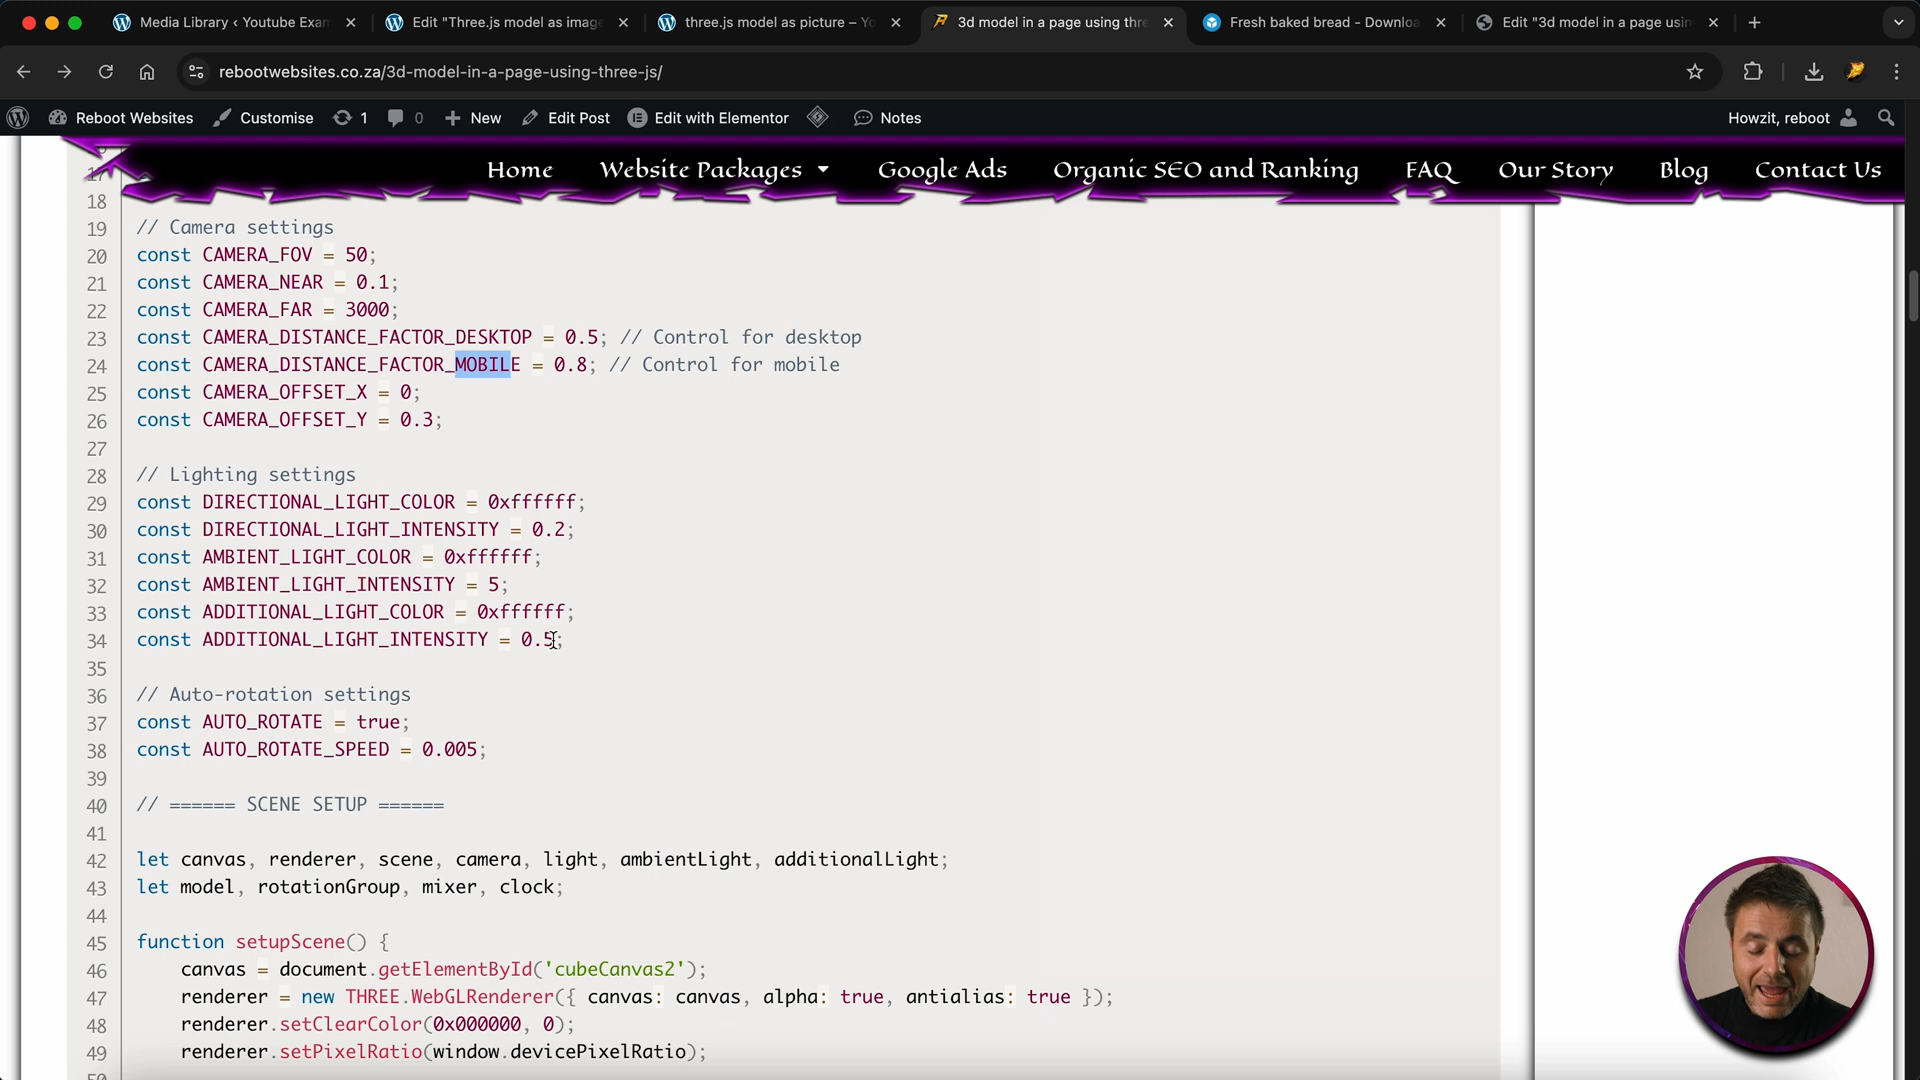 Media Library ‹ Youtube Exam
Edit "Three.js model as imag
three.js model as picture – Yo
3d model in a page using thre
Fresh baked bread - Downloa
Edit "3d model in a page usin
rebootwebsites.co.za/3d-model-in-a-page-using-three-js/
Reboot Websites Customise 1 0 New Edit Post Edit with Elementor Notes Howzit, reboot
Home Website Packages Google Ads Organic SEO and Ranking FAQ Our Story Blog Contact Us
17
18
19 // Camera settings
20 const CAMERA_FOV = 50;
21 const CAMERA_NEAR = 0.1;
22 const CAMERA_FAR = 3000;
23 const CAMERA_DISTANCE_FACTOR_DESKTOP = 0.5; // Control for desktop
24 const CAMERA_DISTANCE_FACTOR_MOBILE = 0.8; // Control for mobile
25 const CAMERA_OFFSET_X = 0;
26 const CAMERA_OFFSET_Y = 0.3;
27
28 // Lighting settings
29 const DIRECTIONAL_LIGHT_COLOR = 0xffffff;
30 const DIRECTIONAL_LIGHT_INTENSITY = 0.2;
31 const AMBIENT_LIGHT_COLOR = 0xffffff;
32 const AMBIENT_LIGHT_INTENSITY = 5;
33 const ADDITIONAL_LIGHT_COLOR = 0xffffff;
34 const ADDITIONAL_LIGHT_INTENSITY = 0.5;
35
36 // Auto-rotation settings
37 const AUTO_ROTATE = true;
38 const AUTO_ROTATE_SPEED = 0.005;
39
40 // ====== SCENE SETUP ======
41
42 let canvas, renderer, scene, camera, light, ambientLight, additionalLight;
43 let model, rotationGroup, mixer, clock;
44
45 function setupScene() {
46 canvas = document.getElementById('cubeCanvas2');
47 renderer = new THREE.WebGLRenderer({ canvas: canvas, alpha: true, antialias: true });
48 renderer.setClearColor(0x000000, 0);
49 renderer.setPixelRatio(window.devicePixelRatio);
50